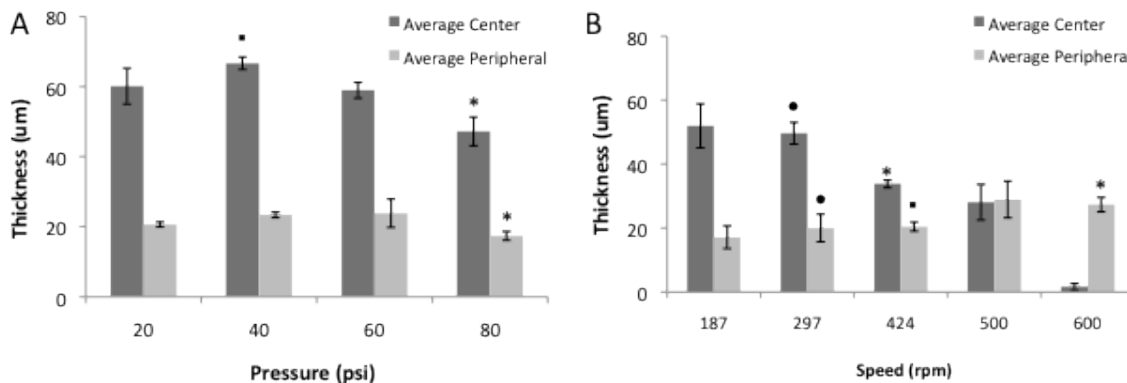 A
Average Center
Average Peripheral
80
60
40
20
0
Thickness (um)
▪
*
*
20 40 60 80
Pressure (psi)
B
Average Center
Average Periphera
80
60
40
20
0
Thickness (um)
●
●
*
▪
*
187 297 424 500 600
Speed (rpm)